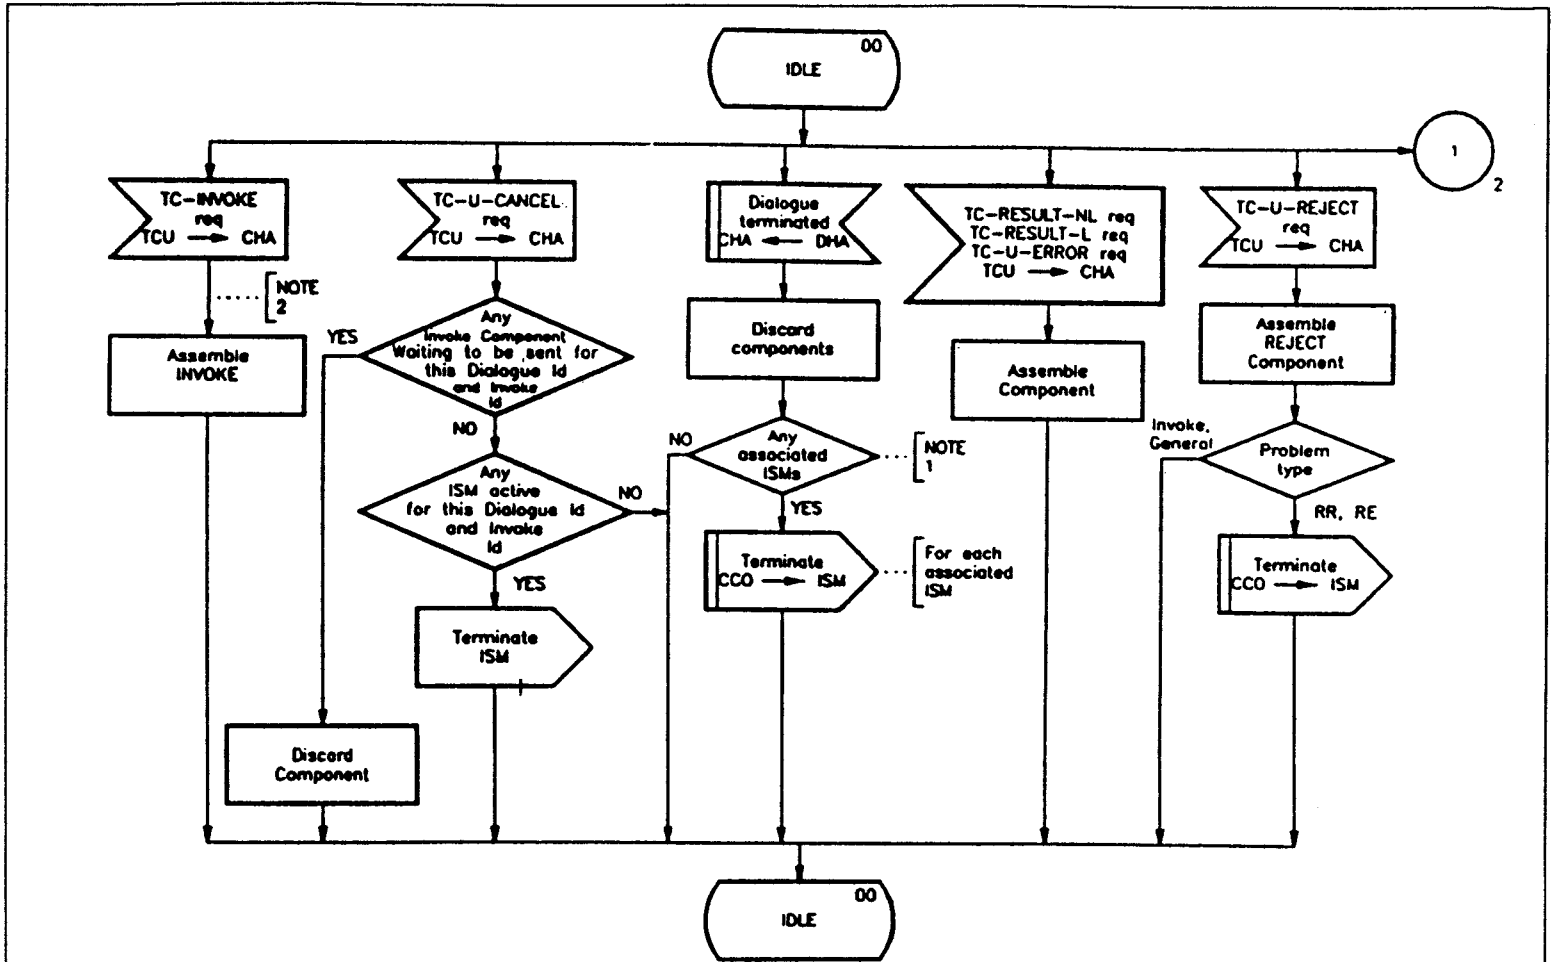 00
IDLE
1
2
TC-INVOKE
req
TCU CHA
NOTE
2
Assemble
INVOKE
TC-U-CANCEL
req
TCU CHA
YES
Any
Invoke Component
Waiting to be sent for
this Dialogue Id
and Invoke
Id
NO
Any
ISM active
for this Dialogue Id
and Invoke
Id
NO
YES
Terminate
ISM
Discard
Component
Dialogue
terminated
CHA DHA
Discard
components
NO
Any
associated
ISMs
NOTE
1
YES
Terminate
CCO ISM
For each
associated
ISM
TC-RESULT-NL req
TC-RESULT-L req
TC-U-ERROR req
TCU CHA
Assemble
Component
TC-U-REJECT
req
TCU CHA
Assemble
REJECT
Component
Invoke,
General
Problem
type
RR, RE
Terminate
CCO ISM
00
IDLE